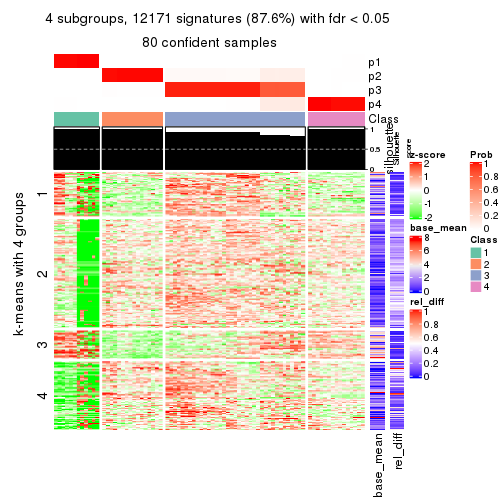 4 subgroups, 12171 signatures (87.6%) with fdr < 0.05
80 confident samples
p1
p2
p3
p4
Class
1
0.5
0
silhouette
Silhouette
score
k-means with 4 groups
1
2
3
4
base_mean
rel_diff
z-score
2
1
0
-1
-2
base_mean
8
6
4
2
0
rel_diff
1
0.8
0.6
0.4
0.2
0
Prob
1
0.8
0.6
0.4
0.2
0
Class
1
2
3
4